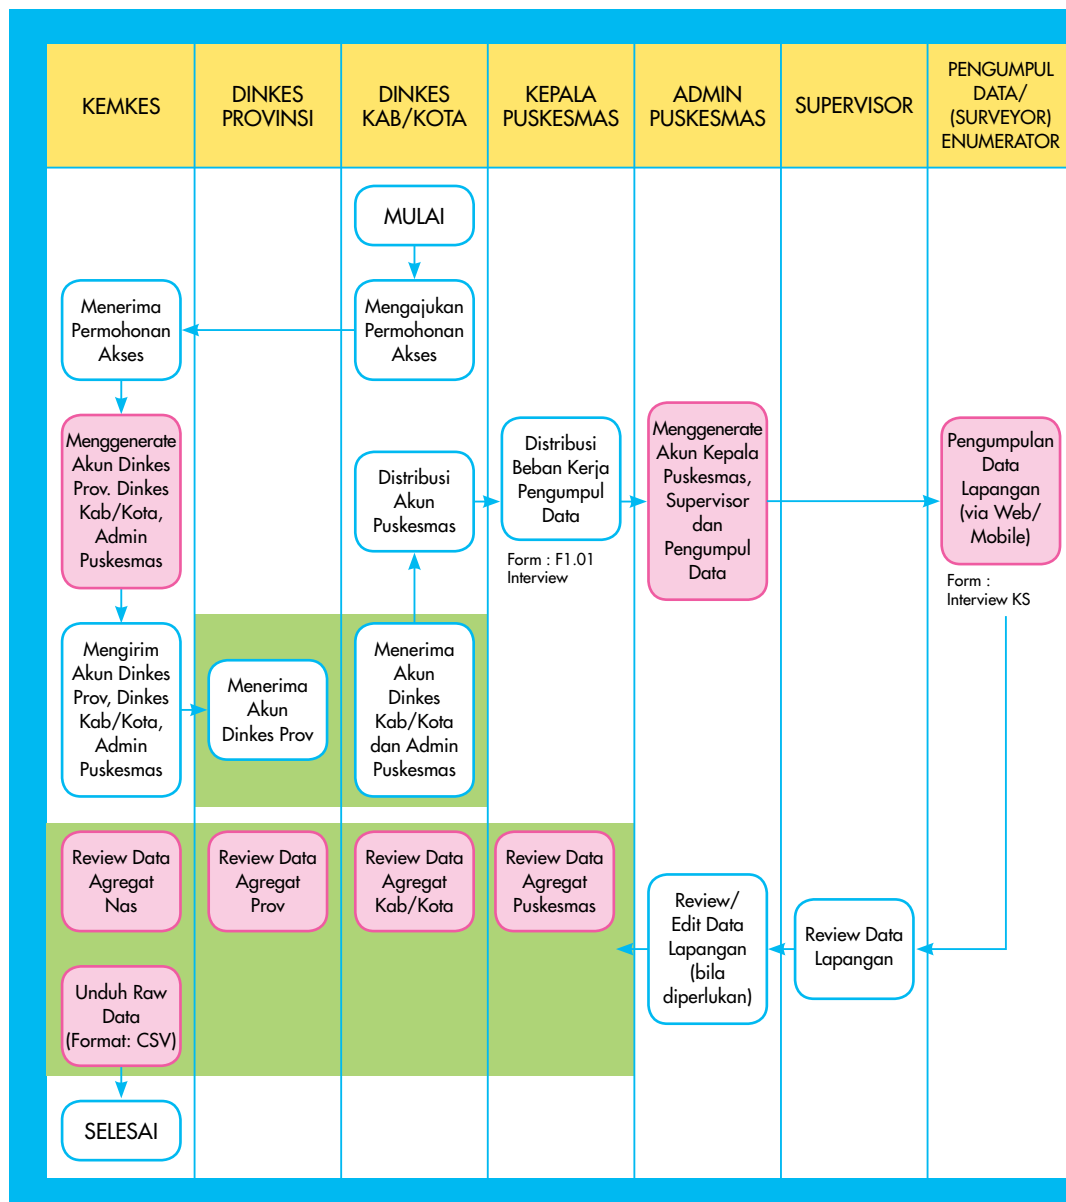 KEMKES
DINKES
PROVINSI
DINKES
KAB/KOTA
KEPALA
PUSKESMAS
ADMIN
PUSKESMAS
SUPERVISOR
PENGUMPUL
DATA/
(SURVEYOR)
ENUMERATOR
MULAI
Menerima
Permohonan
Akses
Mengajukan
Permohonan
Akses
Menggenerate
Akun Dinkes
Prov. Dinkes
Kab/Kota,
Admin
Puskesmas
Distribusi
Akun
Puskesmas
Distribusi
Beban Kerja
Pengumpul
Data
Form : F1.01
Interview
Menggenerate
Akun Kepala
Puskesmas,
Supervisor
dan
Pengumpul
Data
Pengumpulan
Data
Lapangan
(via Web/
Mobile)
Form :
Interview KS
Mengirim
Akun Dinkes
Prov, Dinkes
Kab/Kota,
Admin
Puskesmas
Menerima
Akun
Dinkes Prov
Menerima
Akun
Dinkes
Kab/Kota
dan Admin
Puskesmas
Review Data
Agregat
Nas
Review Data
Agregat
Prov
Review Data
Agregat
Kab/Kota
Review Data
Agregat
Puskesmas
Review/
Edit Data
Lapangan
(bila
diperlukan)
Review Data
Lapangan
Unduh Raw
Data
(Format: CSV)
SELESAI